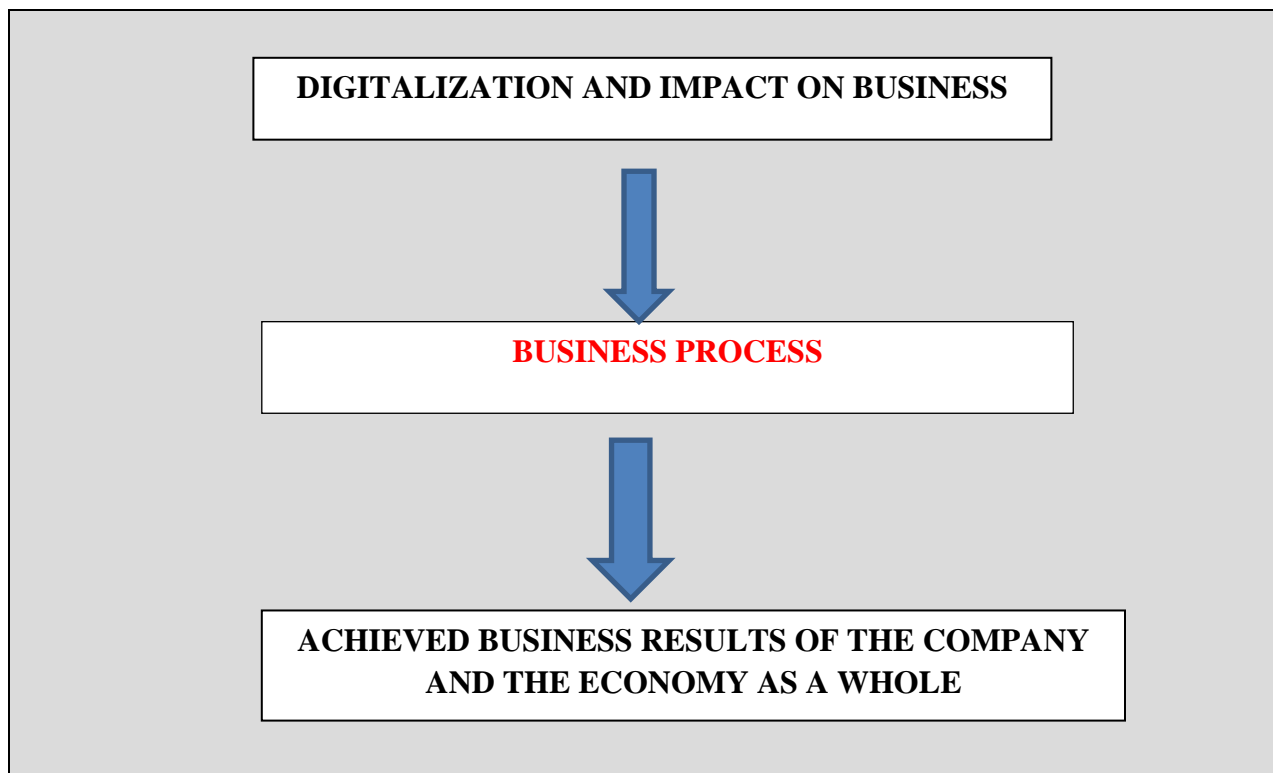 DIGITALIZATION AND IMPACT ON BUSINESS
BUSINESS PROCESS
ACHIEVED BUSINESS RESULTS OF THE COMPANY
AND THE ECONOMY AS A WHOLE